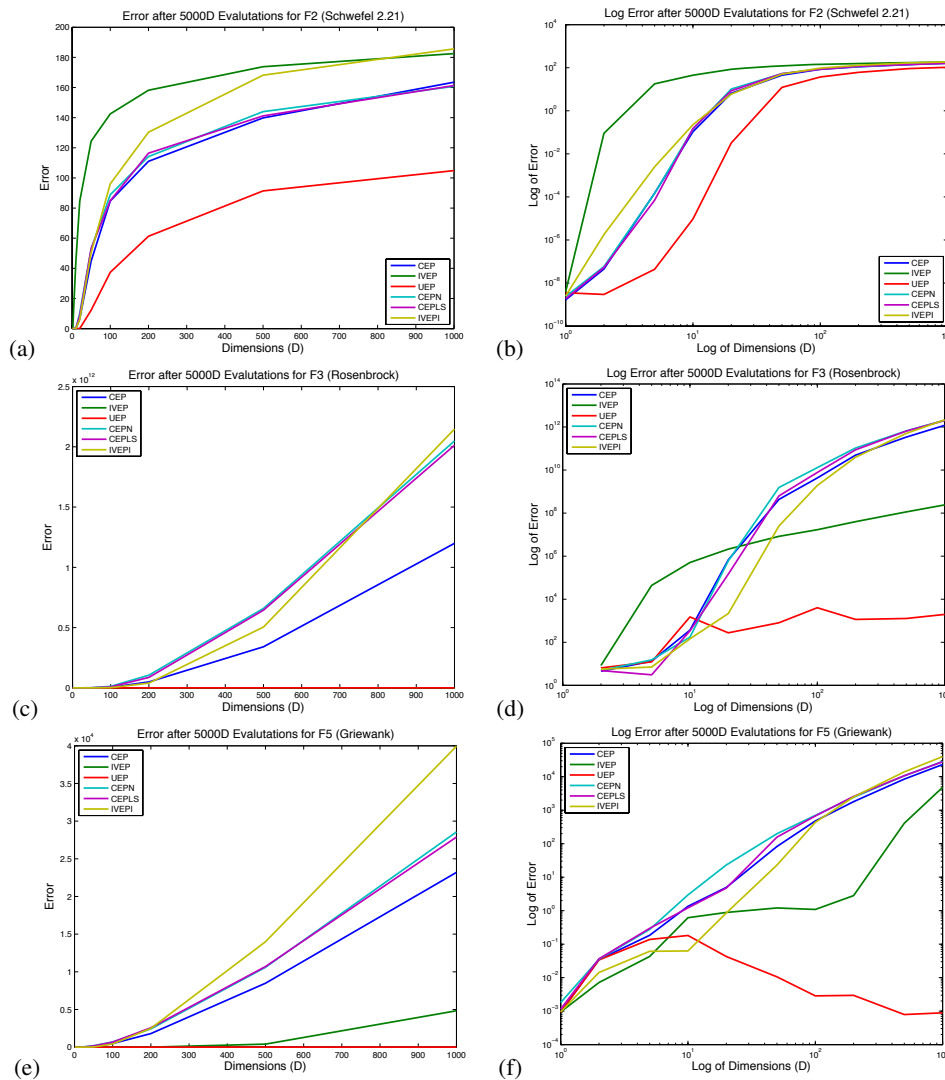 Error after 5000D Evalutations for F2 (Schwefel 2.21)
200
180
160
140
120
100
80
60
40
20
0
Error
CEP
IVEP
UEP
CEPN
CEPLS
IVEPI
0 100 200 300 400 500 600 700 800 900 1000
Dimensions (D)
(a)
Log Error after 5000D Evalutations for F2 (Schwefel 2.21)
10^4
10^2
10^0
10^−2
10^−4
10^−6
10^−8
10^−10
Log of Error
CEP
IVEP
UEP
CEPN
CEPLS
IVEPI
10^0 10^1 10^2 10^3
Log of Dimensions (D)
(b)
Error after 5000D Evalutations for F3 (Rosenbrock)
x 10^12
2.5
2
1.5
1
0.5
0
Error
CEP
IVEP
UEP
CEPN
CEPLS
IVEPI
0 100 200 300 400 500 600 700 800 900 1000
Dimensions (D)
(c)
Log Error after 5000D Evalutations for F3 (Rosenbrock)
10^14
10^12
10^10
10^8
10^6
10^4
10^2
10^0
Log of Error
CEP
IVEP
UEP
CEPN
CEPLS
IVEPI
10^0 10^1 10^2 10^3
Log of Dimensions (D)
(d)
Error after 5000D Evalutations for F5 (Griewank)
x 10^4
4
3.5
3
2.5
2
1.5
1
0.5
0
Error
CEP
IVEP
UEP
CEPN
CEPLS
IVEPI
0 100 200 300 400 500 600 700 800 900 1000
Dimensions (D)
(e)
Log Error after 5000D Evalutations for F5 (Griewank)
10^5
10^4
10^3
10^2
10^1
10^0
10^−1
10^−2
10^−3
10^−4
Log of Error
CEP
IVEP
UEP
CEPN
CEPLS
IVEPI
10^0 10^1 10^2 10^3
Log of Dimensions (D)
(f)